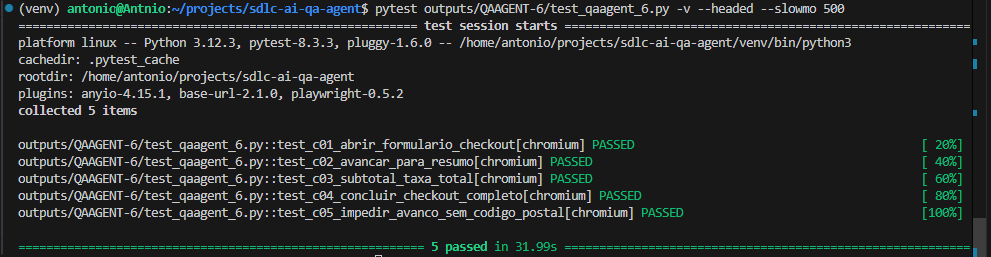 (venv) antonio@Antnio:~/projects/sdlc-ai-qa-agent$ pytest outputs/QAAGENT-6/test_qaagent_6.py -v --headed --slowmo 500
============================= test session starts =============================
platform linux -- Python 3.12.3, pytest-8.3.3, pluggy-1.6.0 -- /home/antonio/projects/sdlc-ai-qa-agent/venv/bin/python3
cachedir: .pytest_cache
rootdir: /home/antonio/projects/sdlc-ai-qa-agent
plugins: anyio-4.15.1, base-url-2.1.0, playwright-0.5.2
collected 5 items
outputs/QAAGENT-6/test_qaagent_6.py::test_c01_abrir_formulario_checkout[chromium] PASSED [ 20%]
outputs/QAAGENT-6/test_qaagent_6.py::test_c02_avancar_para_resumo[chromium] PASSED [ 40%]
outputs/QAAGENT-6/test_qaagent_6.py::test_c03_subtotal_taxa_total[chromium] PASSED [ 60%]
outputs/QAAGENT-6/test_qaagent_6.py::test_c04_concluir_checkout_completo[chromium] PASSED [ 80%]
outputs/QAAGENT-6/test_qaagent_6.py::test_c05_impedir_avanco_sem_codigo_postal[chromium] PASSED [100%]
============================= 5 passed in 31.99s =============================